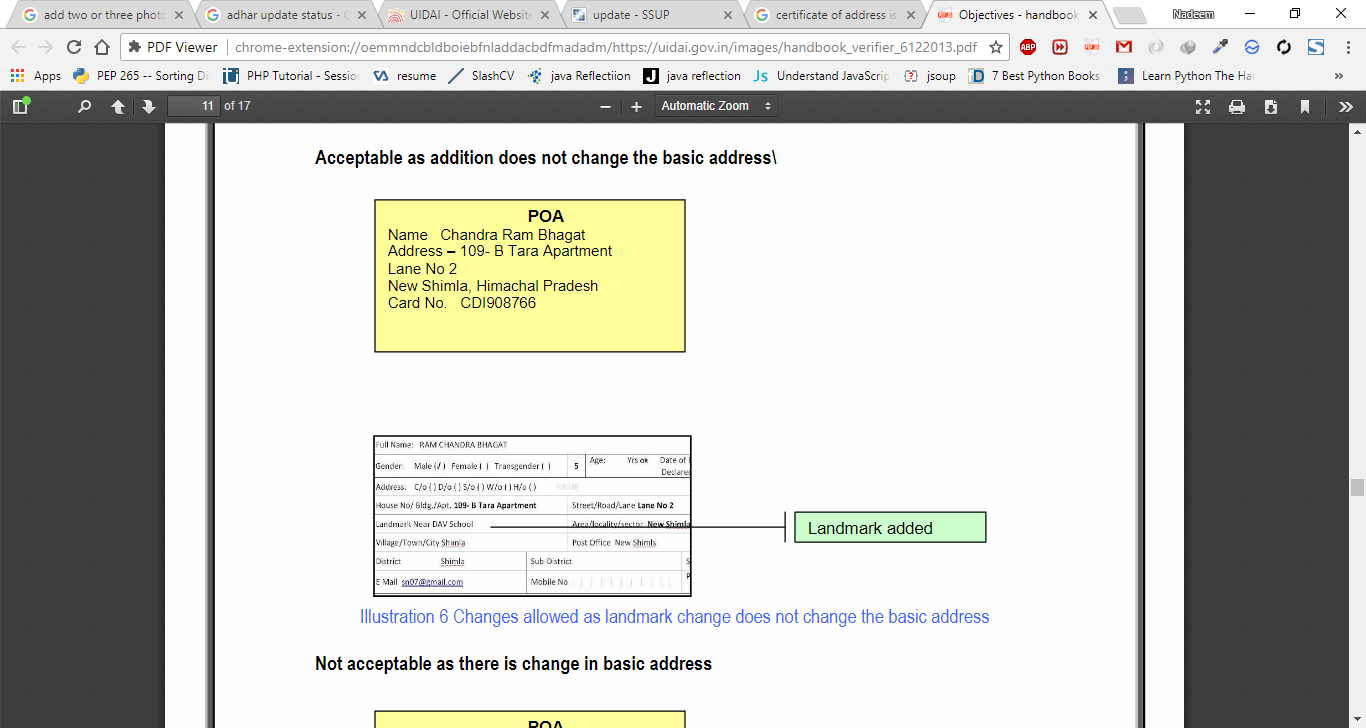 add two or three photo
adhar update status - G
UIDAI - Official Website
update - SSUP
certificate of address is
Objectives - handbook
Nadeem
PDF Viewer
chrome-extension://oemmndcbldboiebfnladdacbdfmadadm/https://uidai.gov.in/images/handbook_verifier_6122013.pdf
ABP
PDF
Apps
PEP 265 -- Sorting Di
PHP Tutorial - Session
resume
SlashCV
java Reflectiion
java reflection
Understand JavaScrip
jsoup
7 Best Python Books
Learn Python The Har
11 of 17
Automatic Zoom
Acceptable as addition does not change the basic address\
POA
Name Chandra Ram Bhagat
Address – 109- B Tara Apartment
Lane No 2
New Shimla, Himachal Pradesh
Card No. CDI908766
Full Name: RAM CHANDRA BHAGAT
Gender: Male (√) Female ( ) Transgender ( ) 5 Age: Yrs OR Date of
Declared
Address: C/o ( ) D/o ( ) S/o ( ) W/o ( ) H/o ( ) NAME
House No/ Bldg./Apt. 109- B Tara Apartment Street/Road/Lane Lane No 2
Landmark Near DAV School Area/locality/sector: New Shimla
Landmark added
Village/Town/City Shimla Post Office New Shimls
District Shimla Sub-District S
E Mail sn07@gmail.com Mobile No P
Illustration 6 Changes allowed as landmark change does not change the basic address
Not acceptable as there is change in basic address
POA